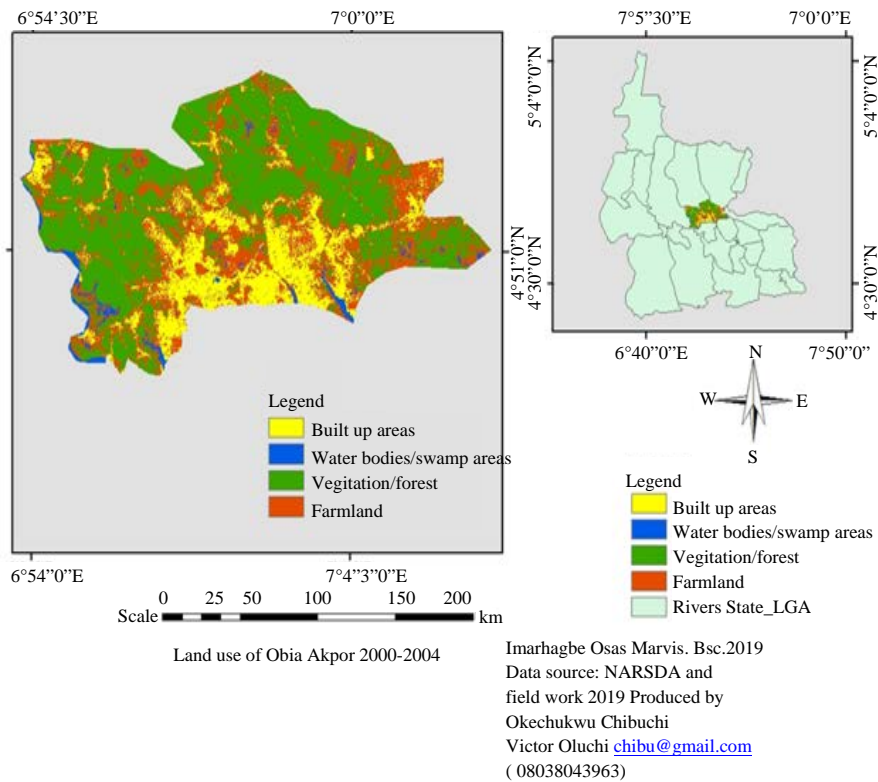 6°54'30”E
7°0’0”E
4°51”0”N
Legend
Built up areas
Water bodies/swamp areas
Vegitation/forest
Farmland
6°54”0”E
7°4’3”0”E
Scale
0 25 50 100 150 200
km
Land use of Obia Akpor 2000-2004
7°5’5”30”E
7°0’0”E
5°4”0”0”N
5°4”0”0”N
4°30”0”N
4°3”0”N
6°40”0”E
7°50”0”E
N
W
E
S
Legend
Built up areas
Water bodies/swamp areas
Vegitation/forest
Farmland
Rivers State_LGA
Imarhagbe Osas Marvis. Bsc.2019
Data source: NARSDA and
field work 2019 Produced by
Okechukwu Chibuchi
Victor Oluchi chibu@gmail.com
( 08038043963)